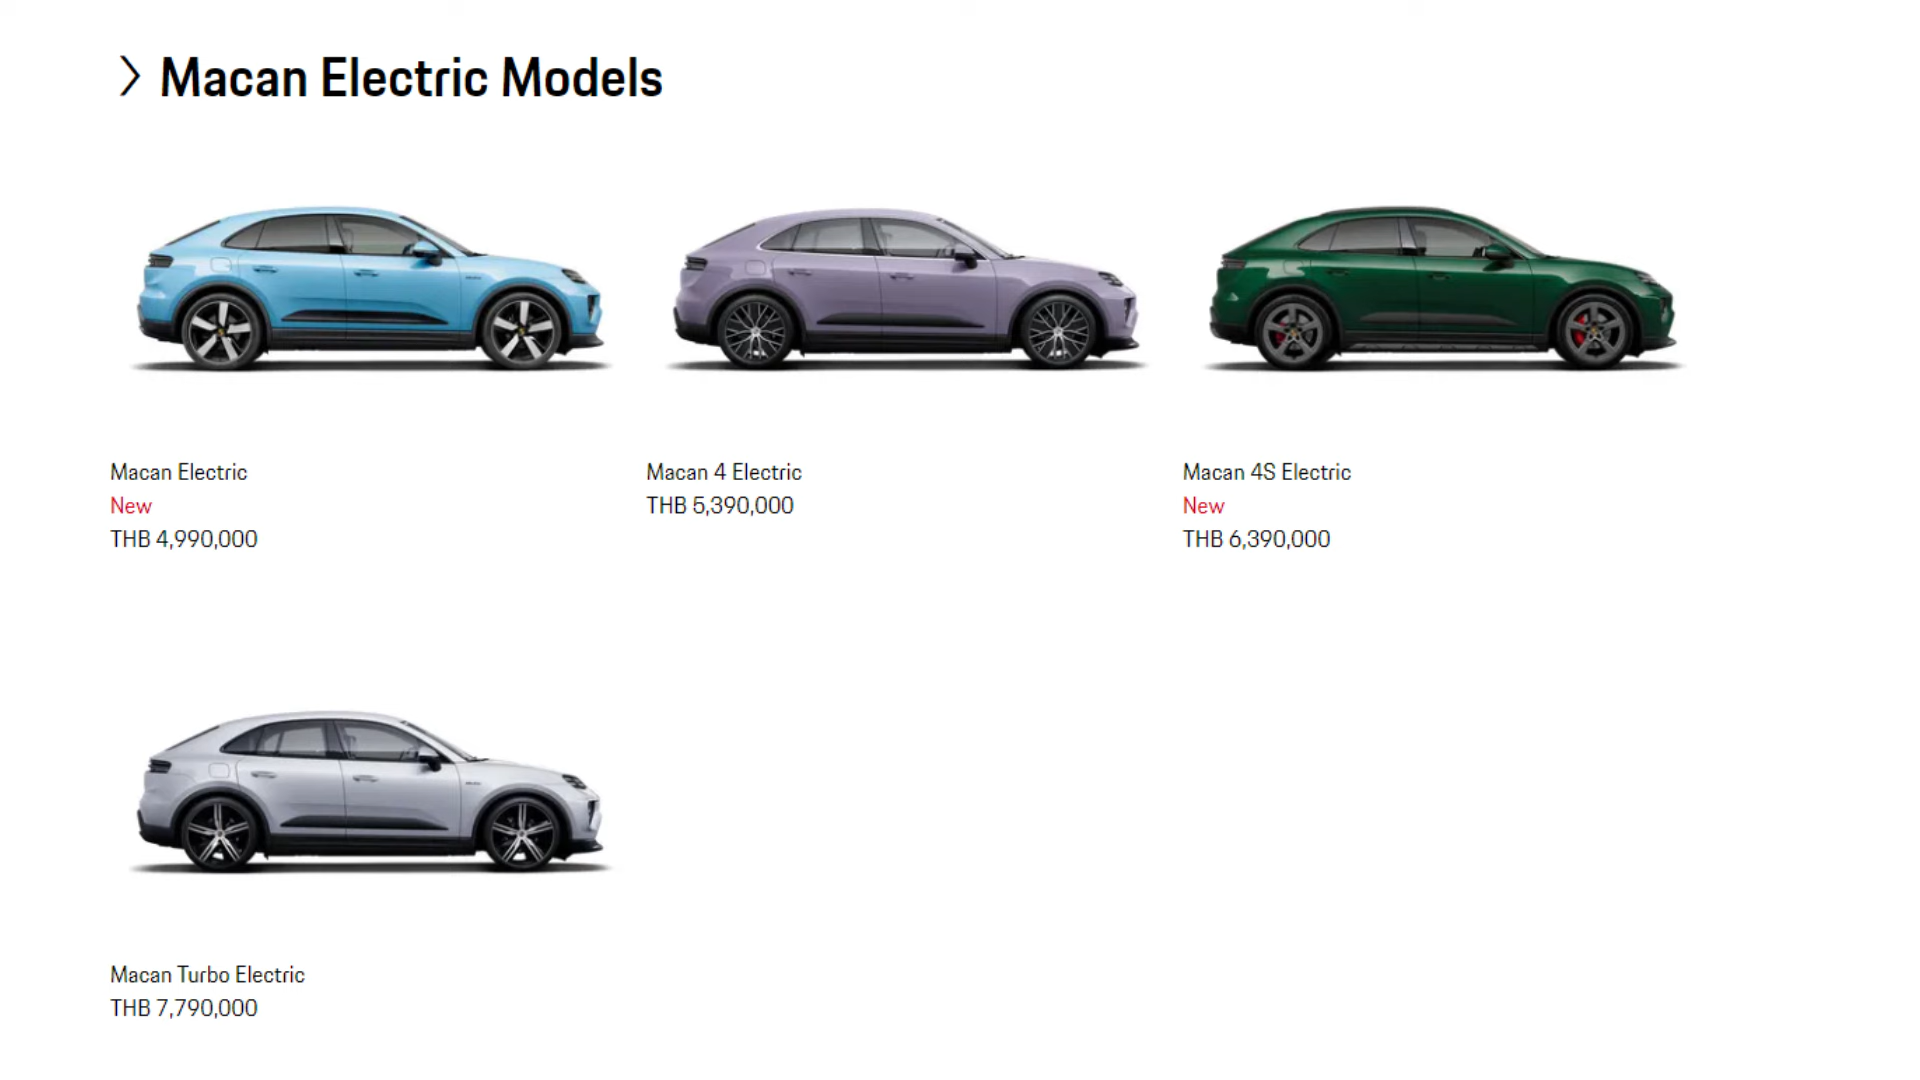 Macan Electric Models
Macan Electric
New
THB 4,990,000
Macan 4 Electric
THB 5,390,000
Macan 4S Electric
New
THB 6,390,000
Macan Turbo Electric
THB 7,790,000